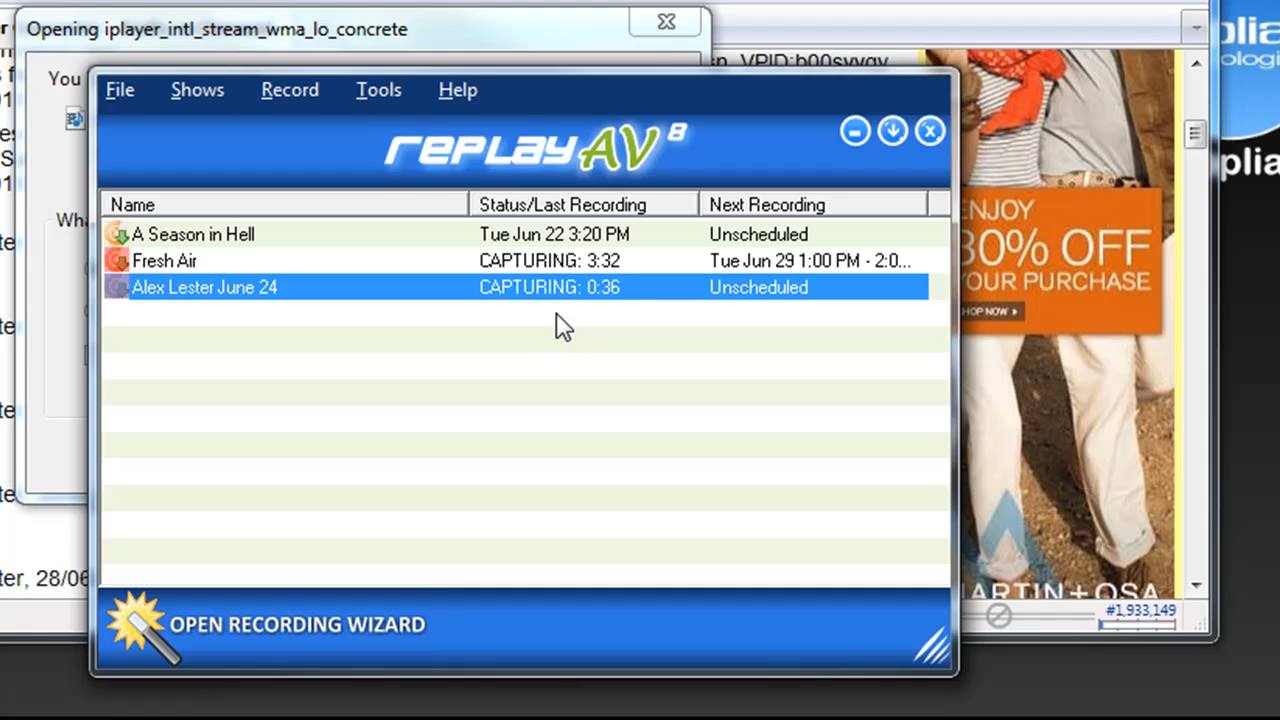 Opening iplayer_intl_stream_wma_lo_concrete
You
Wha
File Shows Record Tools Help
replay AV 8
Name Status/Last Recording Next Recording
A Season in Hell Tue Jun 22 3:20 PM Unscheduled
Fresh Air CAPTURING: 3:32 Tue Jun 29 1:00 PM - 2:0...
Alex Lester June 24 CAPTURING: 0:36 Unscheduled
OPEN RECORDING WIZARD
ter, 28/06
ENJOY
30% OFF
YOUR PURCHASE
SHOP NOW
MARTIN+OSA
#1,933,149